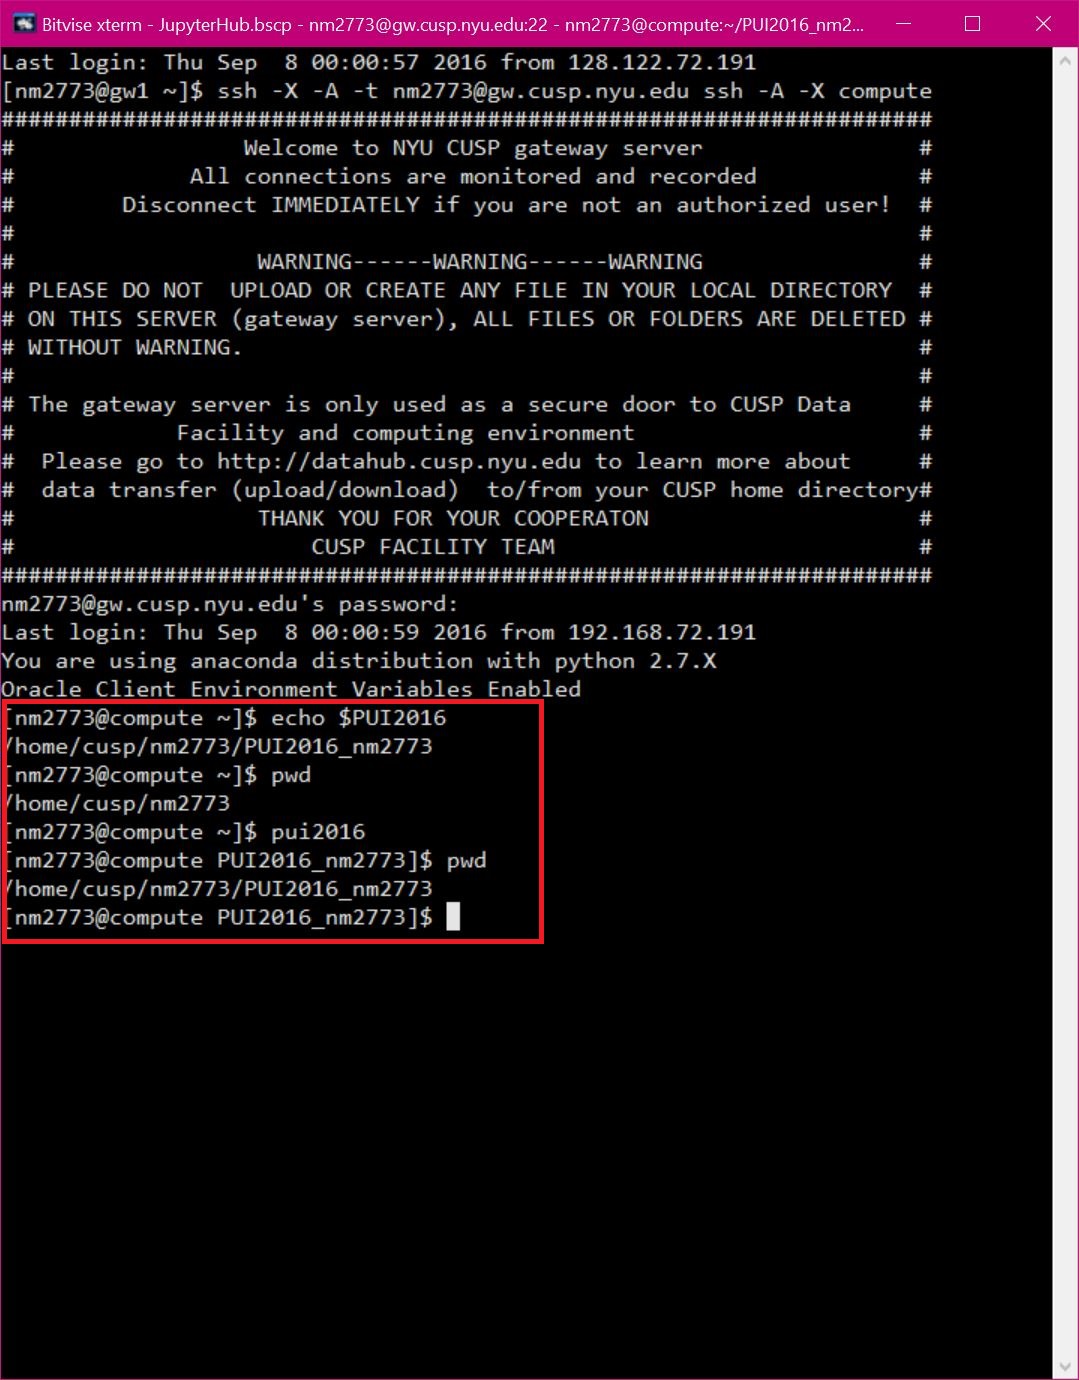 Bitvise xterm - JupyterHub.bscp - nm2773@gw.cusp.nyu.edu:22 - nm2773@compute:~/PUI2016_nm2...
Last login: Thu Sep  8 00:00:57 2016 from 128.122.72.191
[nm2773@gw1 ~]$ ssh -X -A -t nm2773@gw.cusp.nyu.edu ssh -A -X compute
#####################################################################
#                 Welcome to NYU CUSP gateway server                #
#             All connections are monitored and recorded            #
#        Disconnect IMMEDIATELY if you are not an authorized user!  #
#                                                                   #
#                  WARNING------WARNING------WARNING                #
# PLEASE DO NOT  UPLOAD OR CREATE ANY FILE IN YOUR LOCAL DIRECTORY  #
# ON THIS SERVER (gateway server), ALL FILES OR FOLDERS ARE DELETED #
# WITHOUT WARNING.                                                  #
#                                                                   #
# The gateway server is only used as a secure door to CUSP Data     #
#            Facility and computing environment                     #
#  Please go to http://datahub.cusp.nyu.edu to learn more about     #
#  data transfer (upload/download)  to/from your CUSP home directory#
#                  THANK YOU FOR YOUR COOPERATON                    #
#                      CUSP FACILITY TEAM                           #
#####################################################################
nm2773@gw.cusp.nyu.edu's password:
Last login: Thu Sep  8 00:00:59 2016 from 192.168.72.191
You are using anaconda distribution with python 2.7.X
Oracle Client Environment Variables Enabled
[nm2773@compute ~]$ echo $PUI2016
/home/cusp/nm2773/PUI2016_nm2773
[nm2773@compute ~]$ pwd
/home/cusp/nm2773
[nm2773@compute ~]$ pui2016
[nm2773@compute PUI2016_nm2773]$ pwd
/home/cusp/nm2773/PUI2016_nm2773
[nm2773@compute PUI2016_nm2773]$